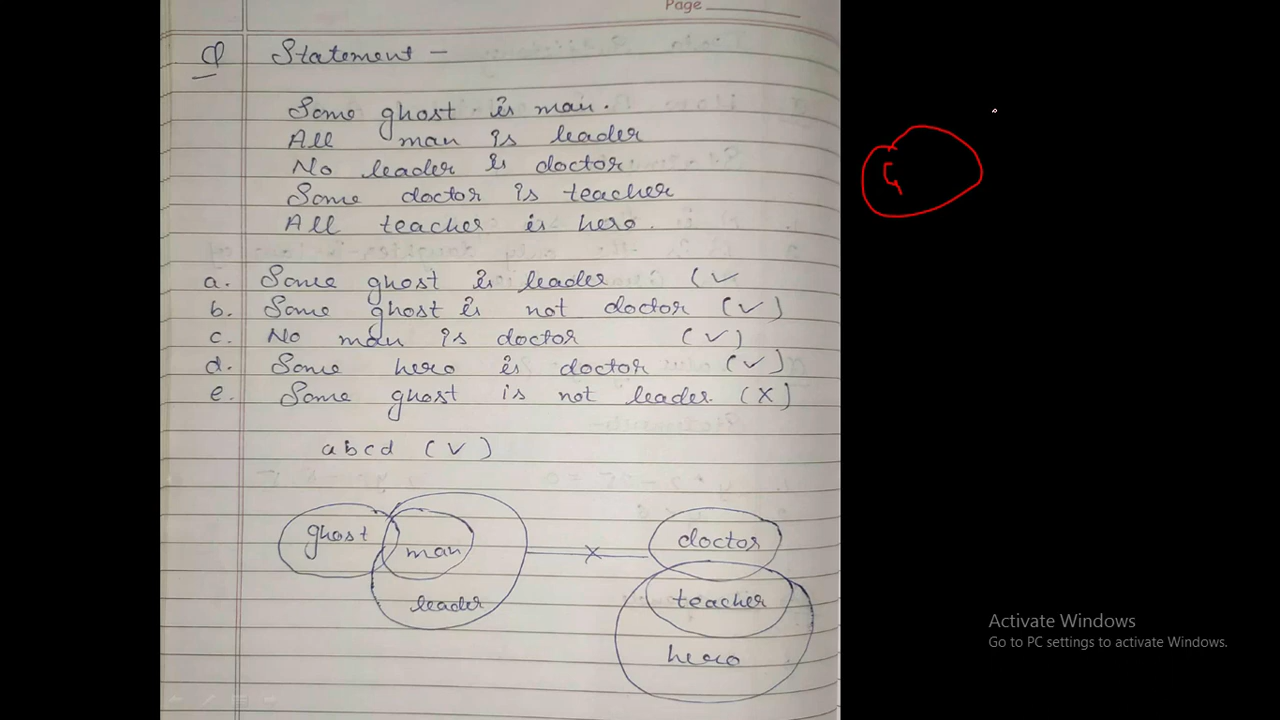 Page
Q Statement -
Some ghost is man.
All man is leader
No leader is doctor
Some doctor is teacher
All teacher is hero.
a. Some ghost is leader (✓
b. Some ghost is not doctor (✓)
c. No man is doctor (✓)
d. Some hero is doctor (✓)
e. Some ghost is not leader. (X)
abcd (✓)
ghost
man
leader
X
doctor
teacher
hero
Activate Windows
Go to PC settings to activate Windows.